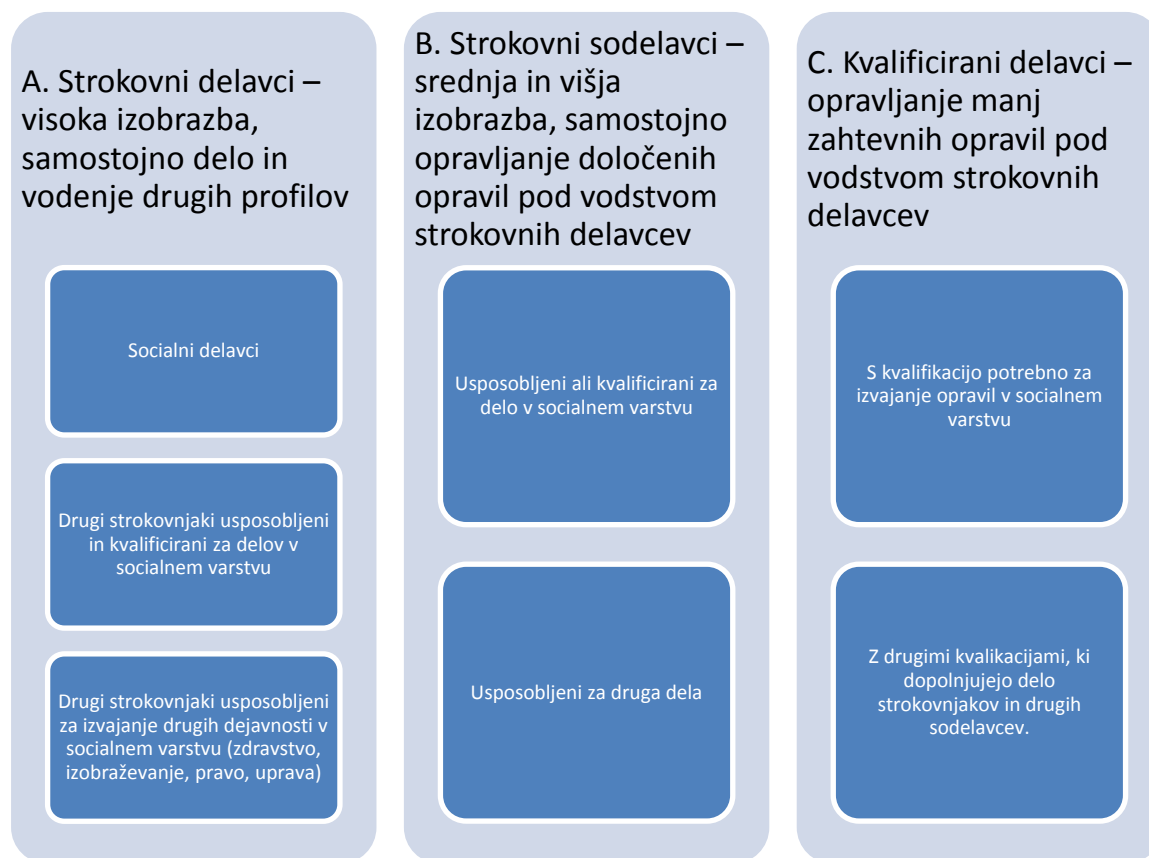 A. Strokovni delavci –
visoka izobrazba,
samostojno delo in
vodenje drugih profilov
Socialni delavci
Drugi strokovnjaki usposobljeni
in kvalificirani za delov v
socialnem varstvu
Drugi strokovnjaki usposobljeni
za izvajanje drugih dejavnosti v
socialnem varstvu (zdravstvo,
izobraževanje, pravo, uprava)
B. Strokovni sodelavci –
srednja in višja
izobrazba, samostojno
opravljanje določenih
opravil pod vodstvom
strokovnih delavcev
Usposobljeni ali kvalificirani za
delo v socialnem varstvu
Usposobljeni za druga dela
C. Kvalificirani delavci –
opravljanje manj
zahtevnih opravil pod
vodstvom strokovnih
delavcev
S kvalifikacijo potrebno za
izvajanje opravil v socialnem
varstvu
Z drugimi kvalikacijami, ki
dopolnjujejo delo
strokovnjakov in drugih
sodelavcev.